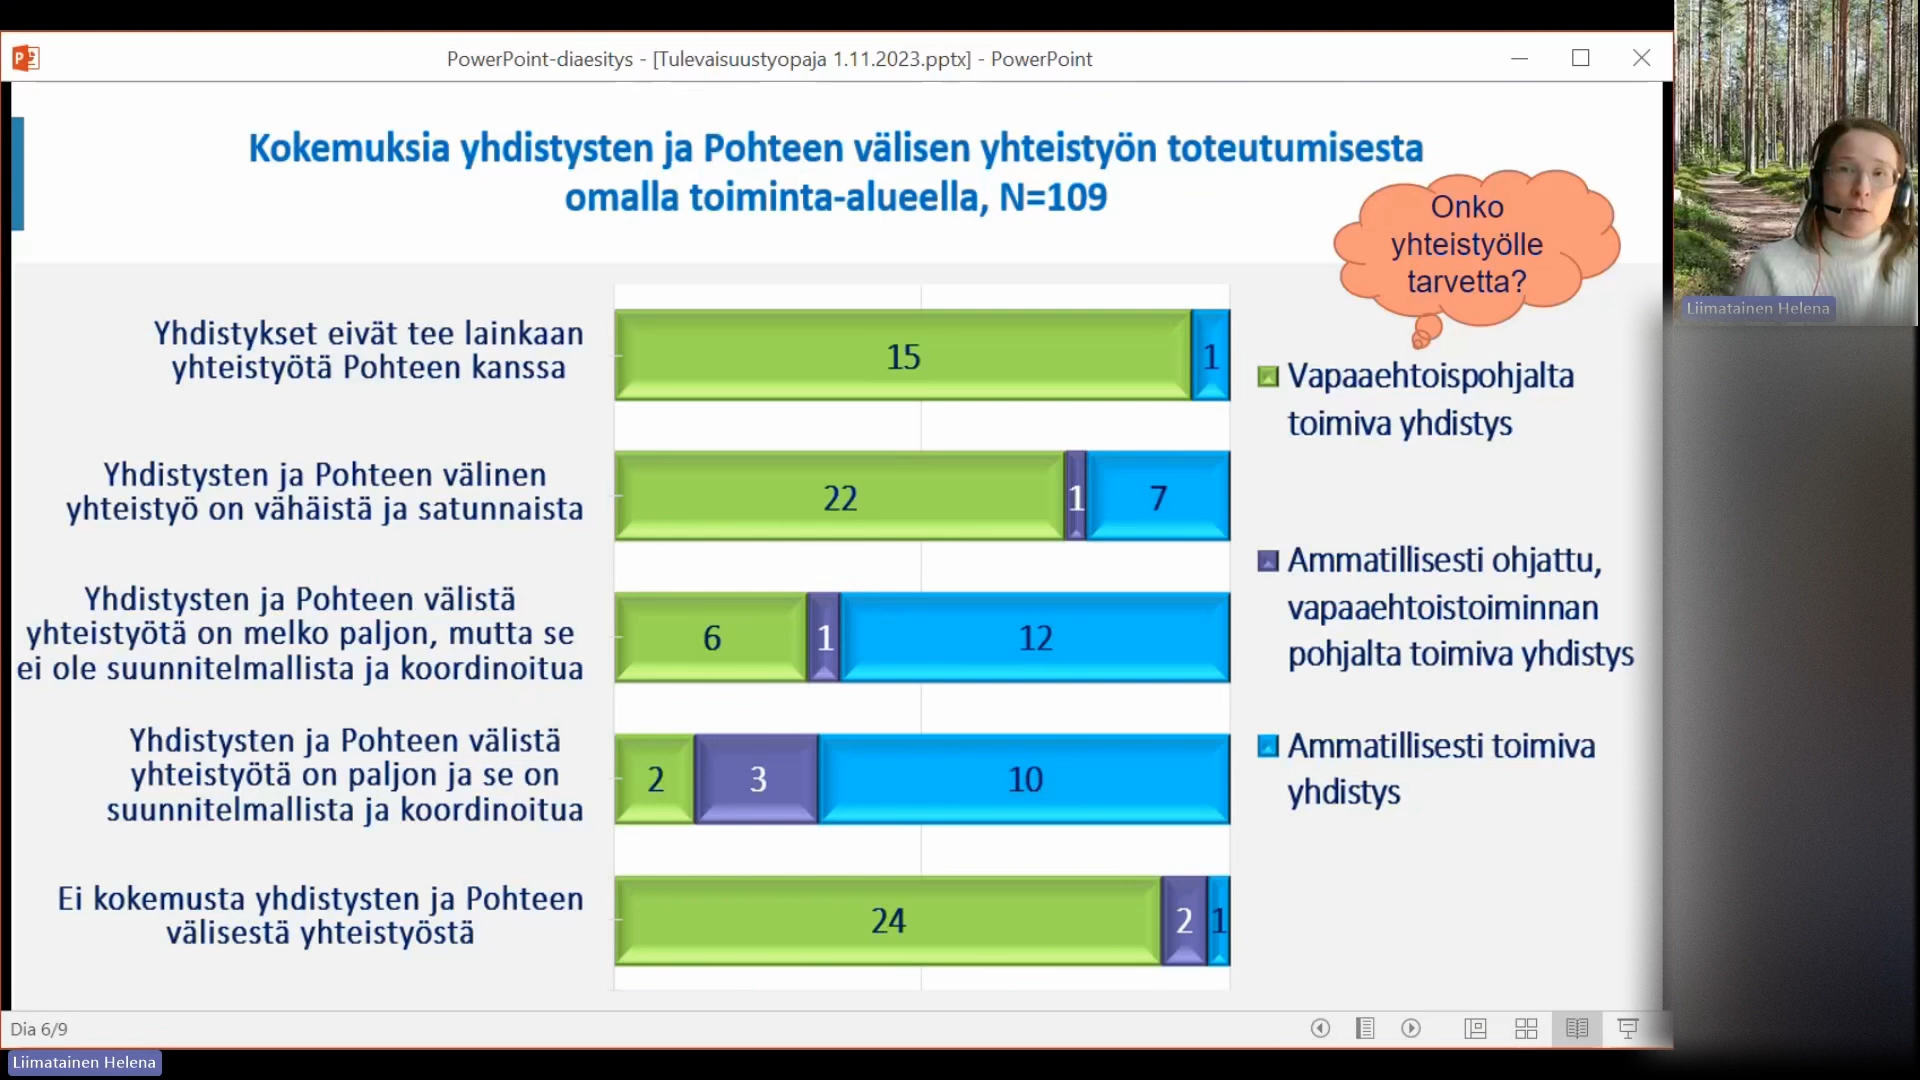 PowerPoint-diaesitys - [Tulevaisuustyopaja 1.11.2023.pptx] - PowerPoint
Kokemuksia yhdistysten ja Pohteen välisen yhteistyön toteutumisesta
omalla toiminta-alueella, N=109
Onko
yhteistyölle
tarvetta?
Liimatainen Helena
Yhdistykset eivät tee lainkaan
yhteistyötä Pohteen kanssa
15 1
Yhdistysten ja Pohteen välinen
yhteistyö on vähäistä ja satunnaista
22 1 7
Yhdistysten ja Pohteen välistä
yhteistyötä on melko paljon, mutta se
ei ole suunnitelmallista ja koordinoitua
6 1 12
Yhdistysten ja Pohteen välistä
yhteistyötä on paljon ja se on
suunnitelmallista ja koordinoitua
2 3 10
Ei kokemusta yhdistysten ja Pohteen
välisestä yhteistyöstä
24 2 1
Vapaaehtoispohjalta
toimiva yhdistys
Ammatillisesti ohjattu,
vapaaehtoistoiminnan
pohjalta toimiva yhdistys
Ammatillisesti toimiva
yhdistys
Dia 6/9
Liimatainen Helena